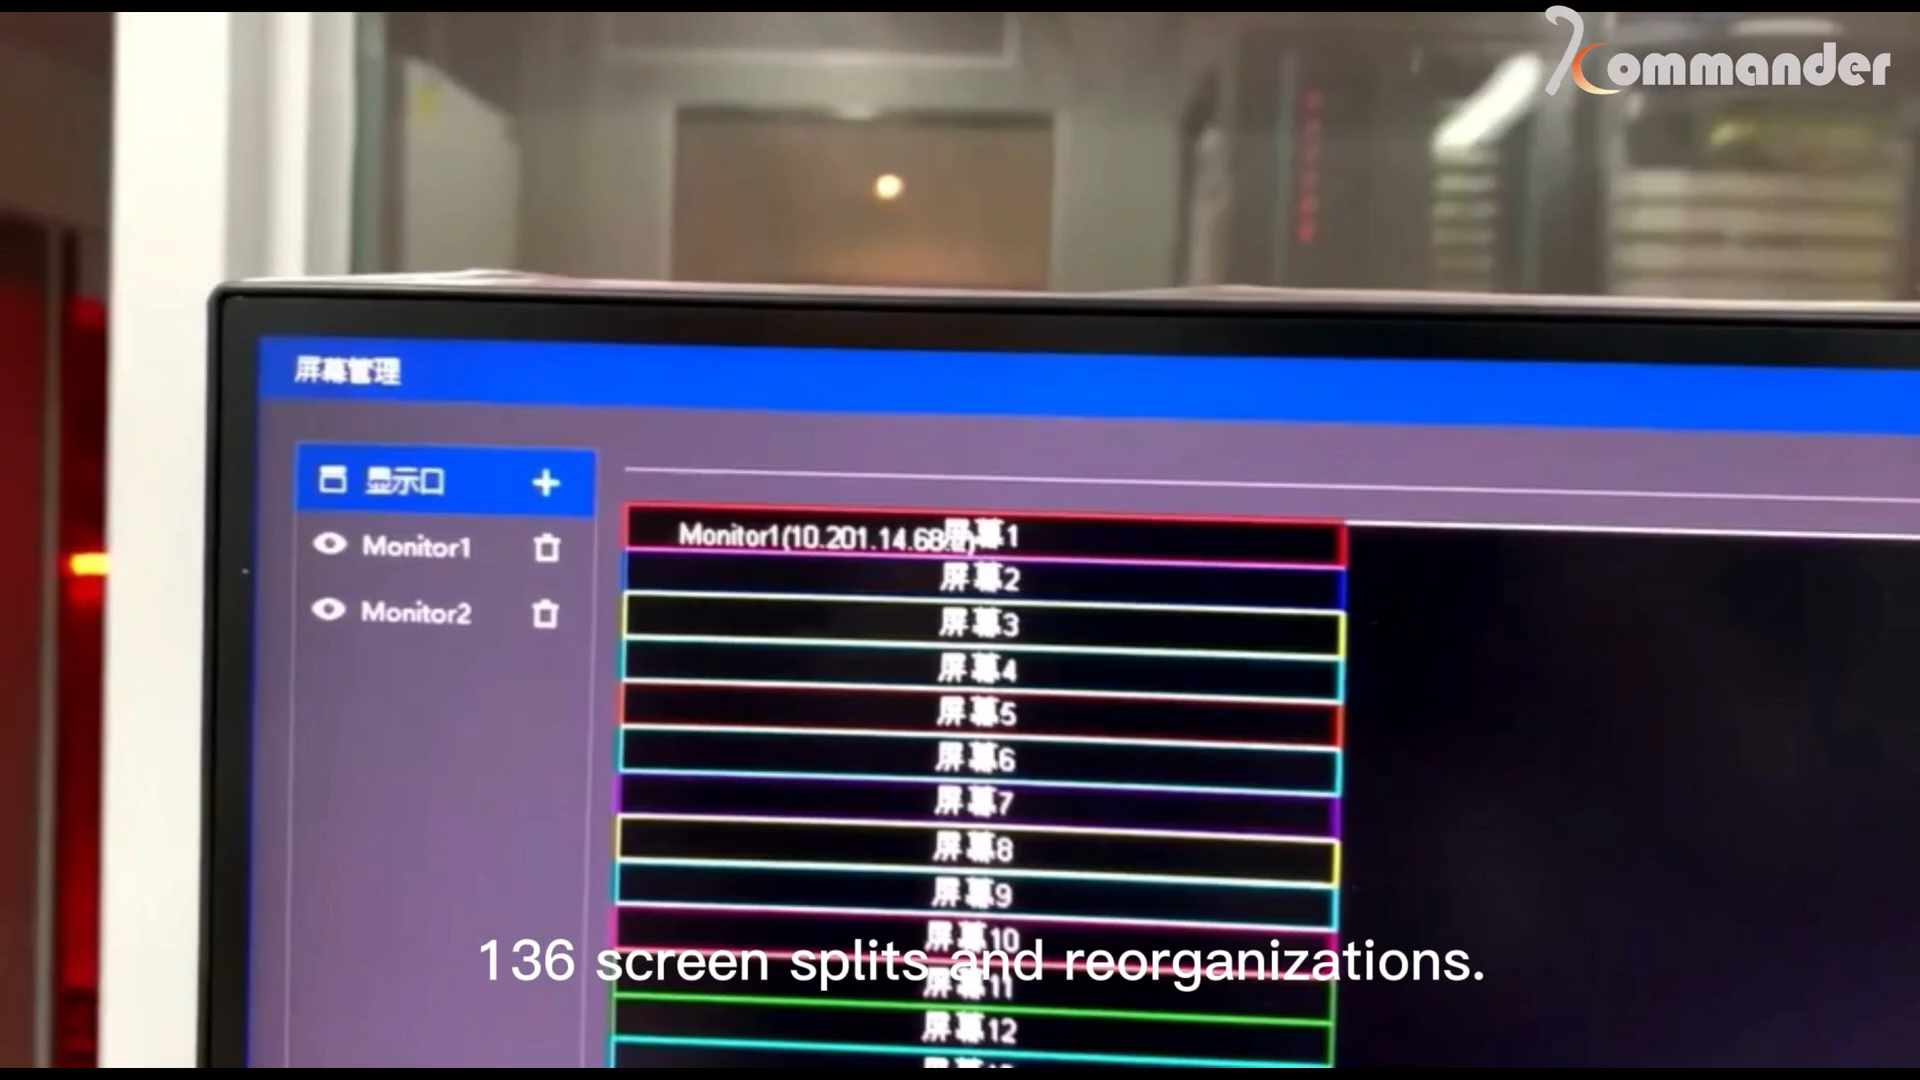 Kommander
屏幕管理
显示口 +
Monitor1
Monitor2
Monitor1(10.201.14.68:
屏幕1
屏幕2
屏幕3
屏幕4
屏幕5
屏幕6
屏幕7
屏幕8
屏幕9
屏幕10
136 screen splits and reorganizations.
屏幕11
屏幕12